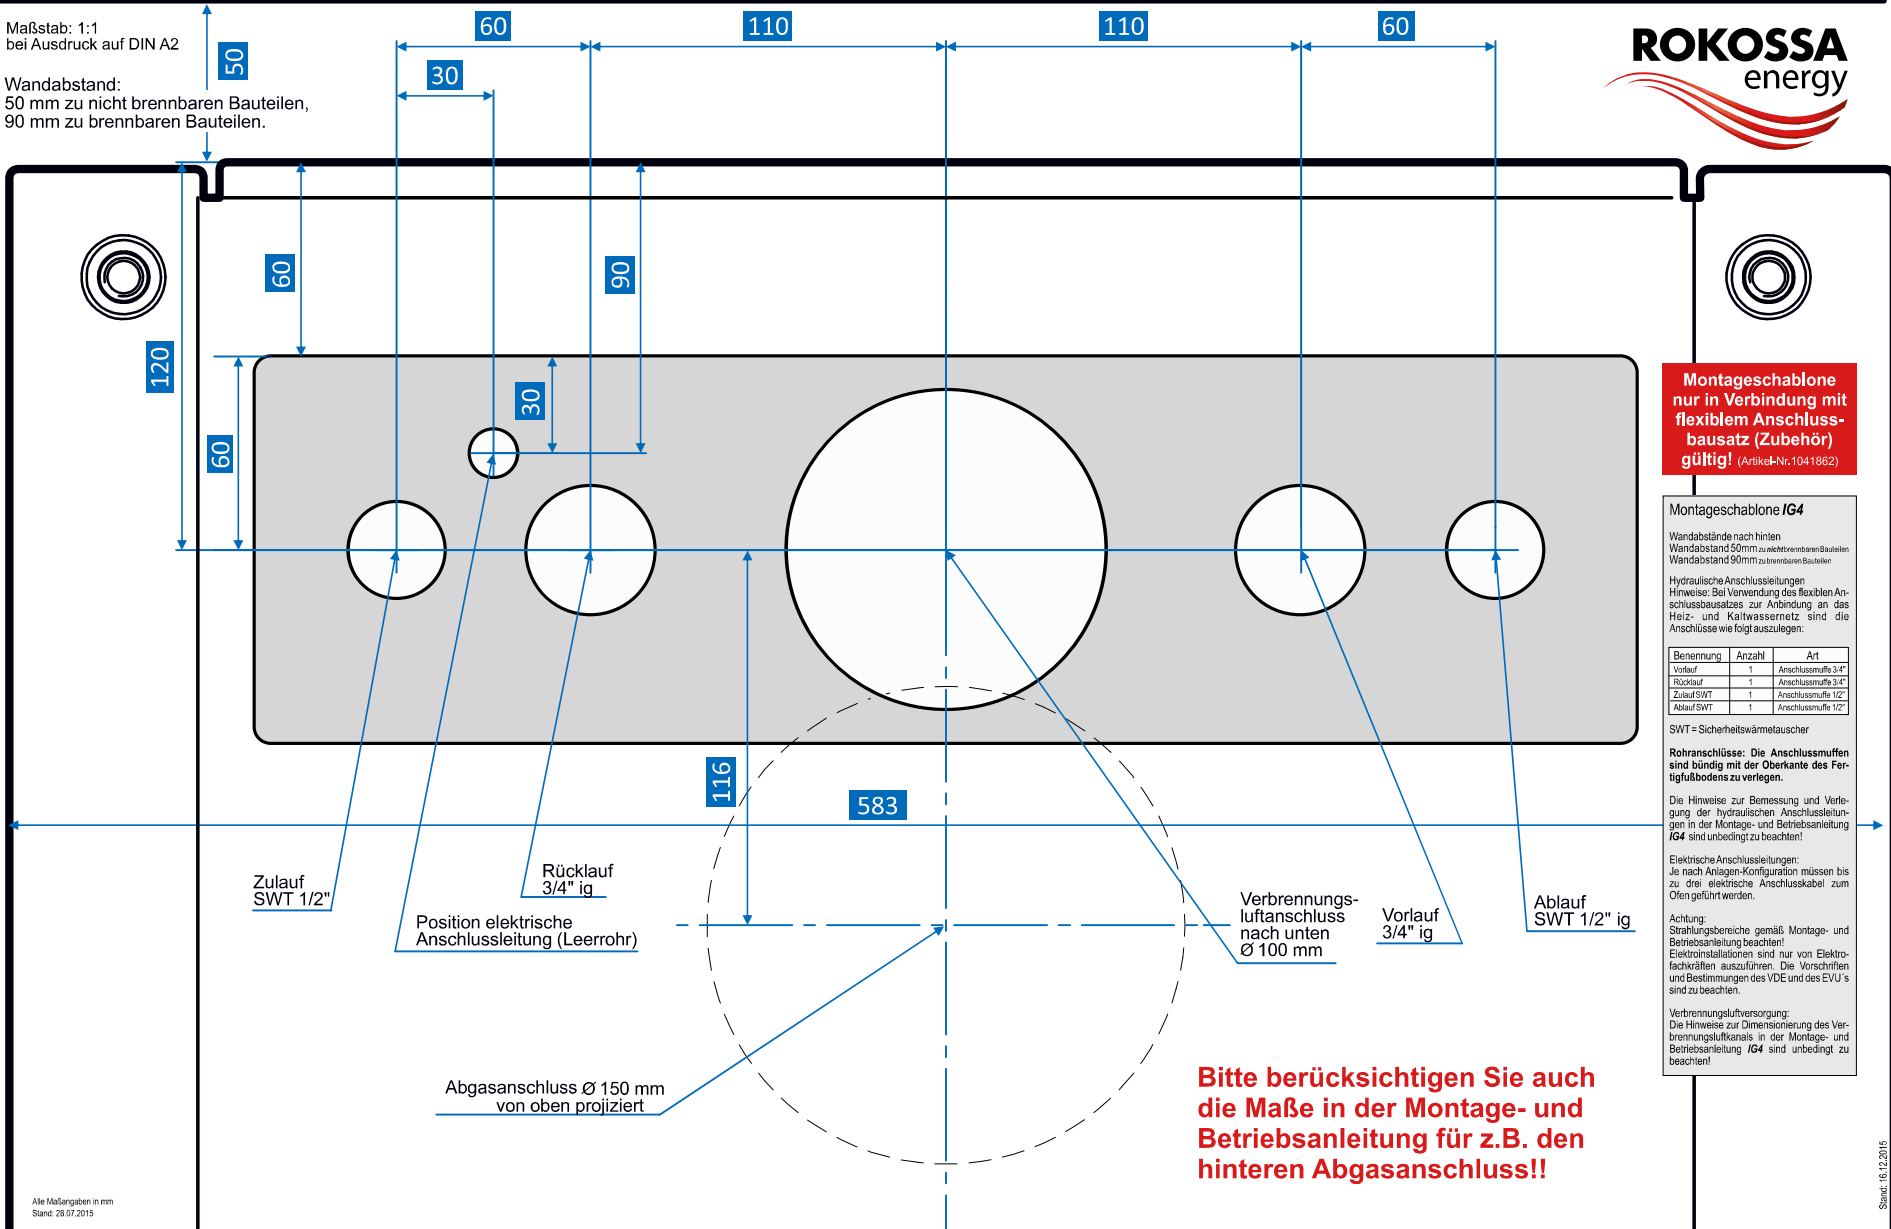 Maßstab: 1:1
bei Ausdruck auf DIN A2
Wandabstand:
50 mm zu nicht brennbaren Bauteilen,
90 mm zu brennbaren Bauteilen.
50
60
110
110
60
30
ROKOSSA
energy
60
90
120
30
60
116
583
Zulauf
SWT 1/2"
Rücklauf
3/4" ig
Position elektrische
Anschlussleitung (Leerrohr)
Verbrennungs-
luftanschluss
nach unten
Ø 100 mm
Vorlauf
3/4" ig
Ablauf
SWT 1/2" ig
Abgasanschluss Ø 150 mm
von oben projiziert
Montageschablone
nur in Verbindung mit
flexiblem Anschluss-
bausatz (Zubehör)
gültig! (Artikel-Nr.1041862)
Montageschablone IG4
Wandabstände nach hinten
Wandabstand 50mm zu nicht brennbaren Bauteilen
Wandabstand 90mm zu brennbaren Bauteilen
Hydraulische Anschlussleitungen
Hinweise: Bei Verwendung des flexiblen An-
schlussbausatzes zur Anbindung an das
Heiz- und Kaltwassernetz sind die
Anschlüsse wie folgt auszulegen:
Benennung Anzahl Art
Vorlauf 1 Anschlussmuffe 3/4"
Rücklauf 1 Anschlussmuffe 3/4"
Zulauf SWT 1 Anschlussmuffe 1/2"
Ablauf SWT 1 Anschlussmuffe 1/2"
SWT = Sicherheitswärmetauscher
Rohranschlüsse: Die Anschlussmuffen
sind bündig mit der Oberkante des Fer-
tigfußbodens zu verlegen.
Die Hinweise zur Bemessung und Verle-
gung der hydraulischen Anschlussleitun-
gen in der Montage- und Betriebsanleitung
IG4 sind unbedingt zu beachten!
Elektrische Anschlussleitungen:
Je nach Anlagen-Konfiguration müssen bis
zu drei elektrische Anschlusskabel zum
Ofen geführt werden.
Achtung:
Strahlungsbereiche gemäß Montage- und
Betriebsanleitung beachten!
Elektroinstallationen sind nur von Elektro-
fachkräften auszuführen. Die Vorschriften
und Bestimmungen des VDE und des EVU´s
sind zu beachten.
Verbrennungsluftversorgung:
Die Hinweise zur Dimensionierung des Ver-
brennungsluftkanals in der Montage- und
Betriebsanleitung IG4 sind unbedingt zu
beachten!
Bitte berücksichtigen Sie auch
die Maße in der Montage- und
Betriebsanleitung für z.B. den
hinteren Abgasanschluss!!
Alle Maßangaben in mm
Stand: 28.07.2015
Stand: 16.12.2015